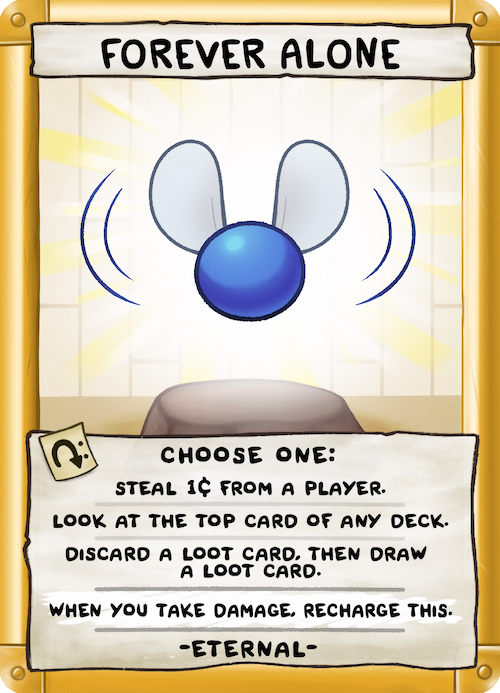 FOREVER ALONE
CHOOSE ONE:
STEAL 1¢ FROM A PLAYER.
LOOK AT THE TOP CARD OF ANY DECK.
DISCARD A LOOT CARD, THEN DRAW
A LOOT CARD.
WHEN YOU TAKE DAMAGE, RECHARGE THIS.
-ETERNAL-